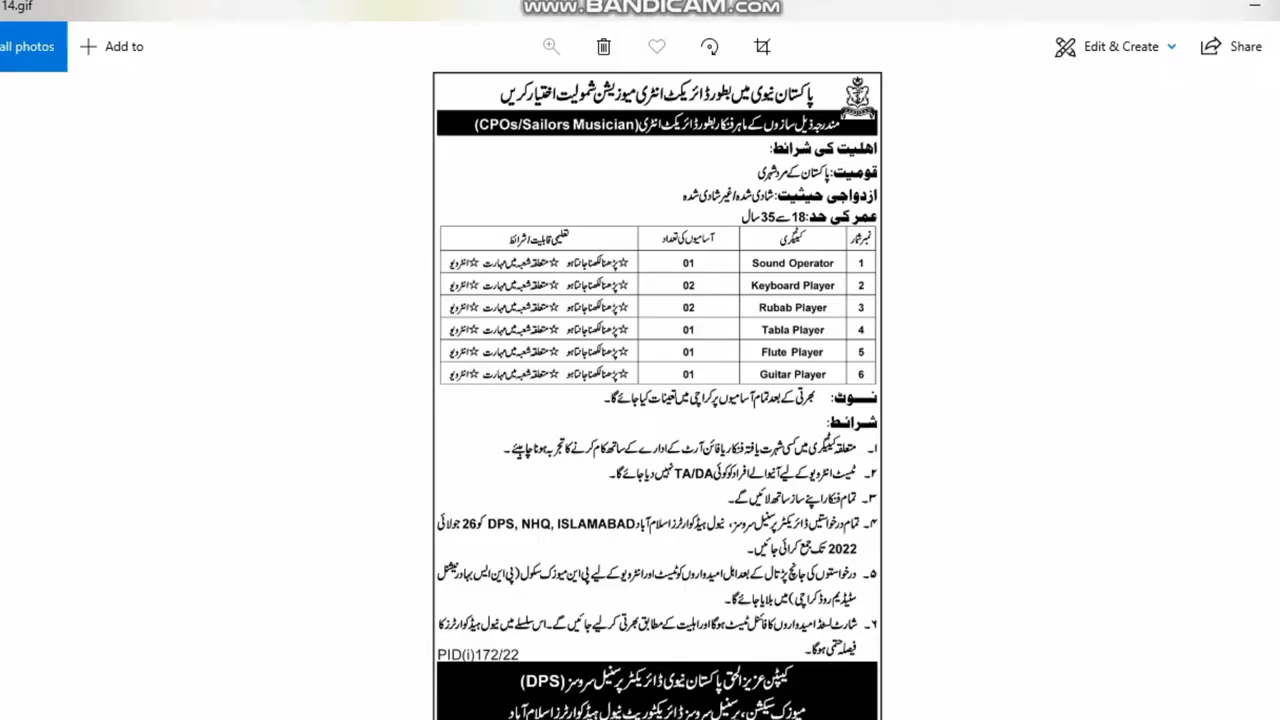 14.gif
www.BANDICAM.com
all photos
Add to
Edit & Create
Share
پاکستان نیوی میں بطور ڈائریکٹ انٹری میوزیشن شمولیت اختیار کریں
مندرجہ ذیل سازوں کے ماہر فنکار بطور ڈائریکٹ انٹری (CPOs/Sailors Musician)
اھلیت کی شرائط:
قومیت: پاکستان کے مرد شہری
ازدواجی حیثیت: شادی شدہ/غیر شادی شدہ
عمر کی حد: 18 سے 35 سال
نمبر شمار کیٹیگری آسامیوں کی تعداد تعلیمی قابلیت/شرائط
1 Sound Operator 01 ☆پڑھنا لکھنا جانتا ہو ☆متعلقہ شعبہ میں مہارت ☆انٹرویو
2 Keyboard Player 02 ☆پڑھنا لکھنا جانتا ہو ☆متعلقہ شعبہ میں مہارت ☆انٹرویو
3 Rubab Player 02 ☆پڑھنا لکھنا جانتا ہو ☆متعلقہ شعبہ میں مہارت ☆انٹرویو
4 Tabla Player 01 ☆پڑھنا لکھنا جانتا ہو ☆متعلقہ شعبہ میں مہارت ☆انٹرویو
5 Flute Player 01 ☆پڑھنا لکھنا جانتا ہو ☆متعلقہ شعبہ میں مہارت ☆انٹرویو
6 Guitar Player 01 ☆پڑھنا لکھنا جانتا ہو ☆متعلقہ شعبہ میں مہارت ☆انٹرویو
نوٹ: بھرتی کے بعد تمام آسامیوں پر کراچی میں تعینات کیا جائے گا۔
شرائط:
۱۔ متعلقہ کیٹیگری میں کسی شہرت یافتہ فنکار یا فائن آرٹ کے ادارے کے ساتھ کام کرنے کا تجربہ ہونا چاہیئے۔
۲۔ ٹیسٹ انٹرویو کے لیے آنیوالے افراد کو کوئی TA/DA نہیں دیا جائے گا۔
۳۔ تمام فنکار اپنے ساز ساتھ لائیں گے۔
۴۔ تمام درخواستیں ڈائریکٹر پرسنیل سروسز، نیول ہیڈ کوارٹرز اسلام آباد DPS, NHQ, ISLAMABAD کو 26 جولائی
2022 تک جمع کرائی جائیں۔
۵۔ درخواستوں کی جانچ پڑتال کے بعد اہل امیدواروں کو ٹیسٹ اور انٹرویو کے لیے پی این میوزک سکول (پی این ایس بہادر نیشنل
سٹیڈیم روڈ کراچی) میں بلایا جائے گا۔
۶۔ شارٹ لسٹڈ امیدواروں کا فائنل ٹیسٹ ہوگا اور اہلیت کے مطابق بھرتی کر لیے جائیں گے۔ اس سلسلے میں نیول ہیڈ کوارٹرز کا
فیصلہ حتمی ہوگا۔
PID(i)172/22
کیپٹن عزیز الحق پاکستان نیوی ڈائریکٹر پرسنیل سروسز (DPS)
میوزک سیکشن، پرسنیل سروسز ڈائریکٹوریٹ نیول ہیڈ کوارٹرز اسلام آباد